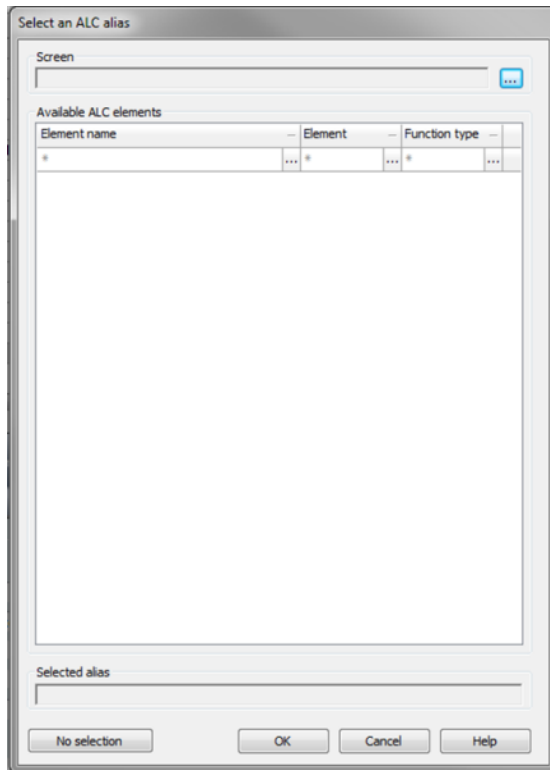 Select an ALC alias
Screen
...
Available ALC elements
Element name – Element – Function type –
* ... * ... * ...
Selected alias
No selection OK Cancel Help